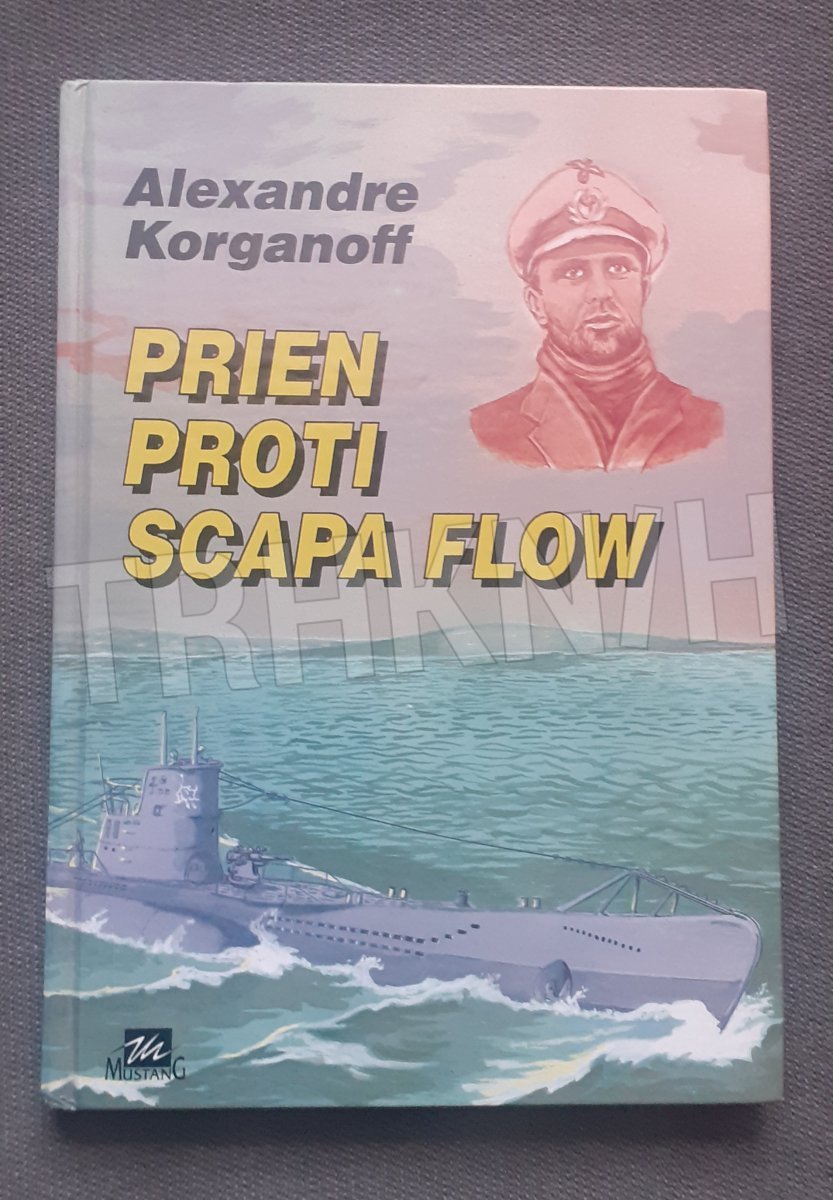 Alexandre
Korganoff
PRIEN
PROTI
SCAPA FLOW
TRHKNIH
MUSTANG